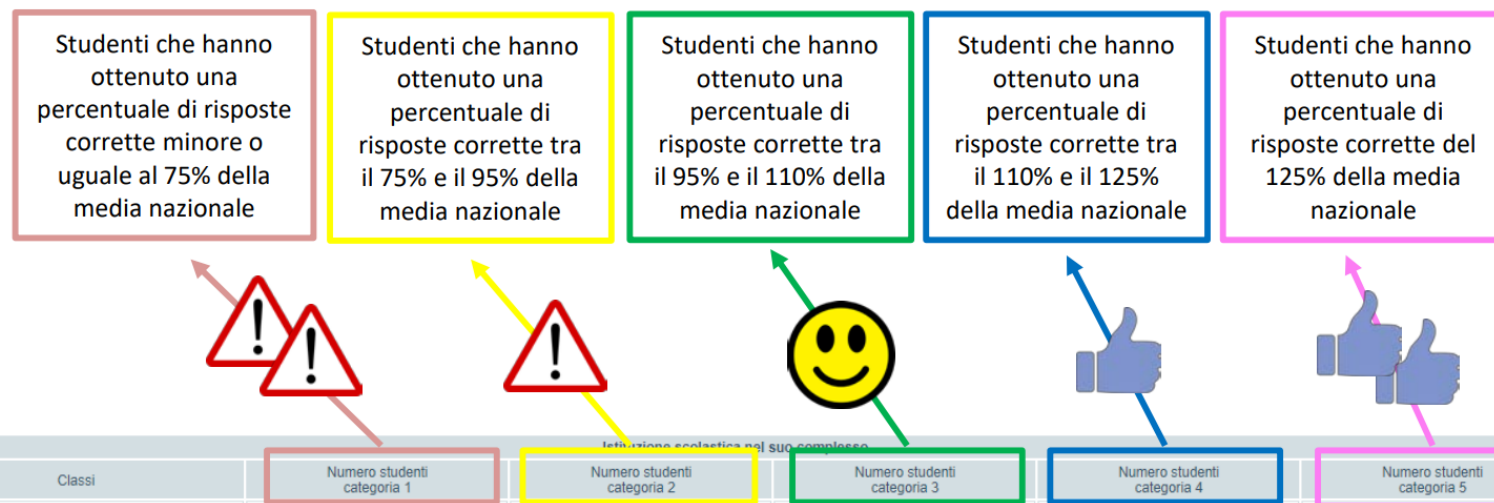 Studenti che hanno
ottenuto una
percentuale di risposte
corrette minore o
uguale al 75% della
media nazionale
Studenti che hanno
ottenuto una
percentuale di
risposte corrette tra
il 75% e il 95% della
media nazionale
Studenti che hanno
ottenuto una
percentuale di
risposte corrette tra
il 95% e il 110% della
media nazionale
Studenti che hanno
ottenuto una
percentuale di
risposte corrette tra
il 110% e il 125%
della media nazionale
Studenti che hanno
ottenuto una
percentuale di
risposte corrette del
125% della media
nazionale
Istituzione scolastica nel suo complesso
Classi
Numero studenti
categoria 1
Numero studenti
categoria 2
Numero studenti
categoria 3
Numero studenti
categoria 4
Numero studenti
categoria 5